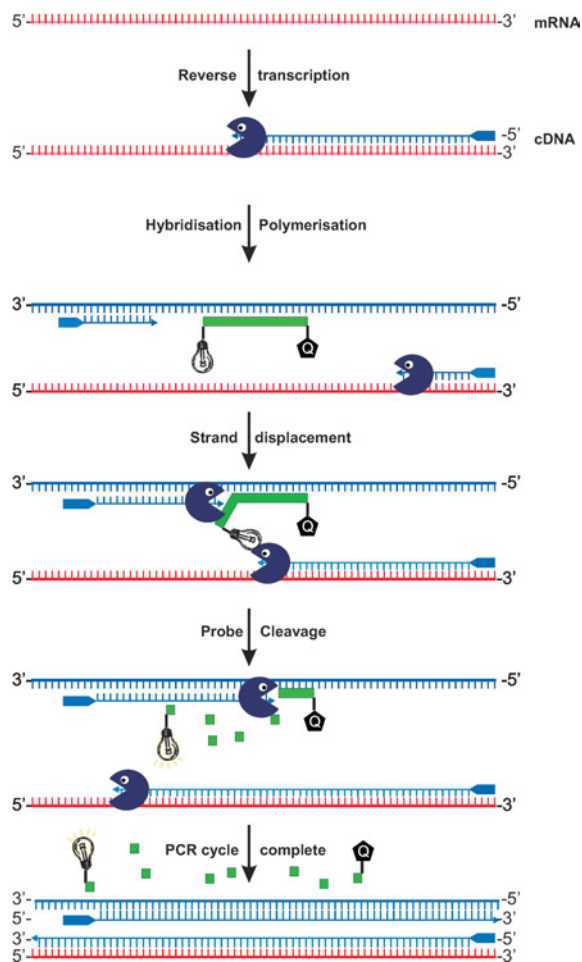 5'- -3' mRNA
Reverse transcription
-5'
5'- -3' cDNA
Hybridisation Polymerisation
3'- -5'
Q
5'- -3'
Strand displacement
3'- -5'
Q
5'- -3'
Probe Cleavage
3'- -5'
Q
5'- -3'
PCR cycle complete
Q
3'- -5'
5'- -3'
3'- -5'
5'- -3'